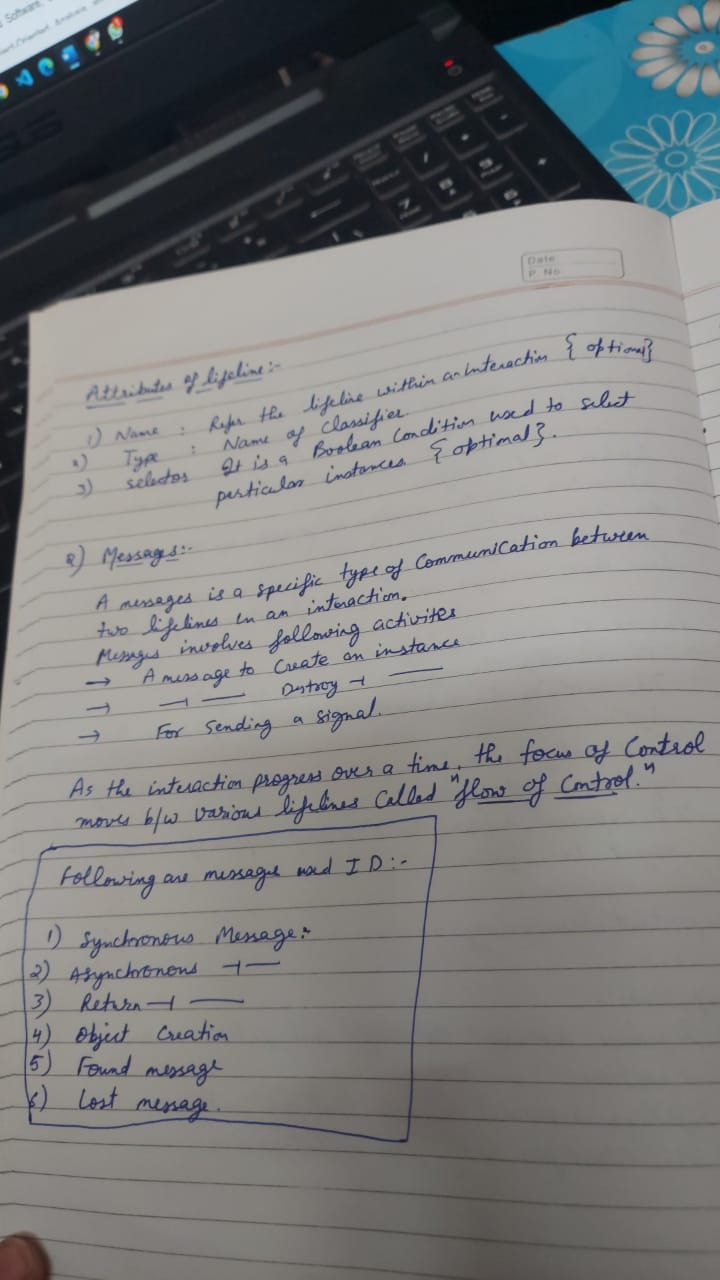 Software,
Date
P. No.
Attributes of lifeline:-
1) Name : Refer the lifeline within an interaction { optional}
2) Type : Name of Classifier
3) selector It is a Boolean Condition used to select
perticular instances { optimal}.
2) Messages:-
A messages is a specific type of Communication between
two lifelines in an interaction.
Messages involves following activites
→ A message to Create an instance
→ —||— Destroy —||—
→ For Sending a signal.
As the interaction progress over a time, the focus of Control
moves b/w various lifelines Called "flow of Control."
Following are messages used I D:-
1) Synchronous Message:
2) Asynchronous —||—
3) Return —||—
4) Object Creation
5) Found message
6) Lost message.